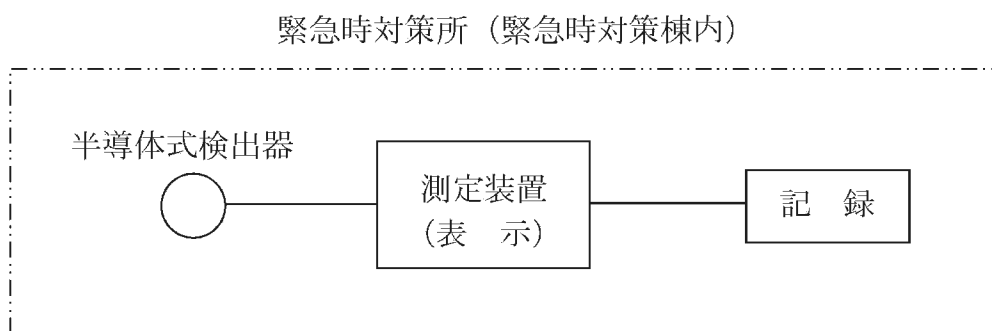 緊急時対策所（緊急時対策棟内）
半導体式検出器
測定装置
（表　示）
記　録